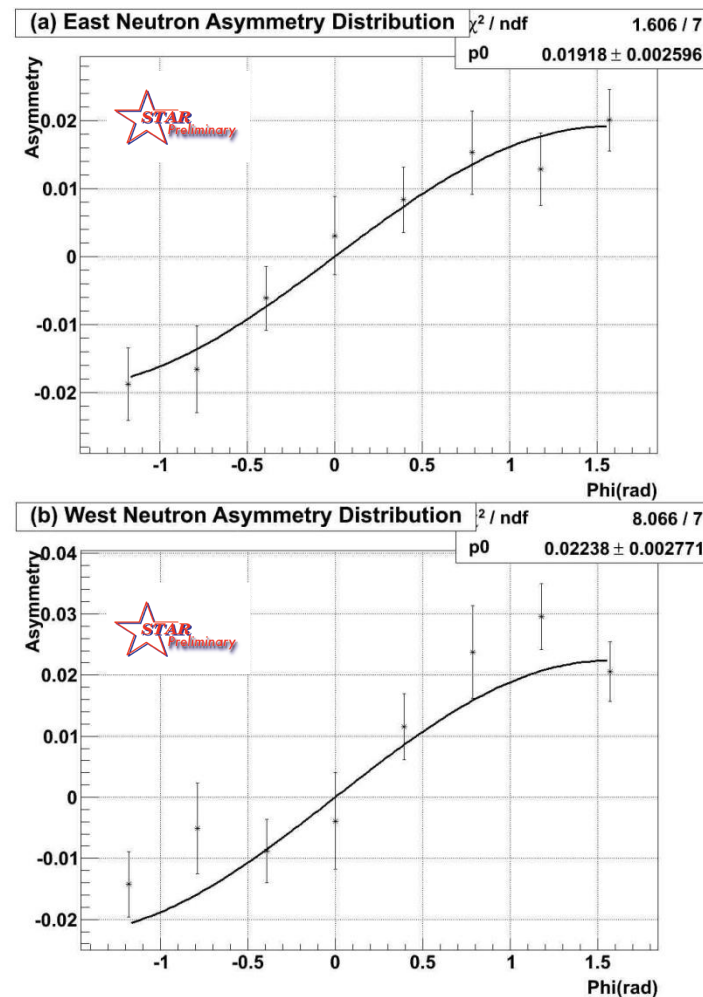 (a) East Neutron Asymmetry Distribution
χ² / ndf 1.606 / 7
p0 0.01918 ± 0.002596
Asymmetry
STAR
Preliminary
0.02
0.01
0
-0.01
-0.02
-1 -0.5 0 0.5 1 1.5
Phi(rad)
(b) West Neutron Asymmetry Distribution
² / ndf 8.066 / 7
p0 0.02238 ± 0.002771
Asymmetry
STAR
Preliminary
0.04
0.03
0.02
0.01
0
-0.01
-0.02
-1 -0.5 0 0.5 1 1.5
Phi(rad)